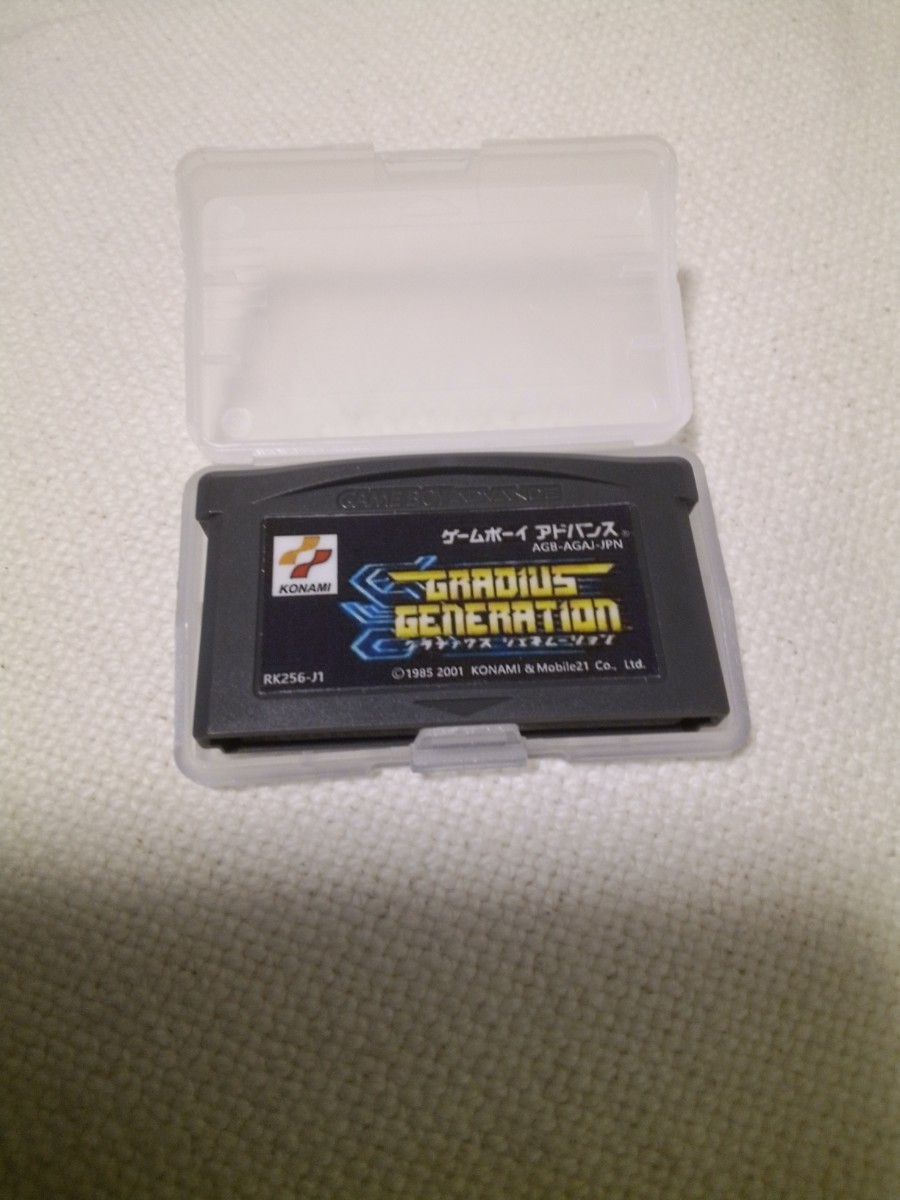 GAME BOY ADVANCE
ゲームボーイ アドバンス®
AGB-AGAJ-JPN
KONAMI
GRADIUS
GENERATION
グラディウス ジェネレーション
RK256-J1
©1985 2001 KONAMI & Mobile21 Co., Ltd.